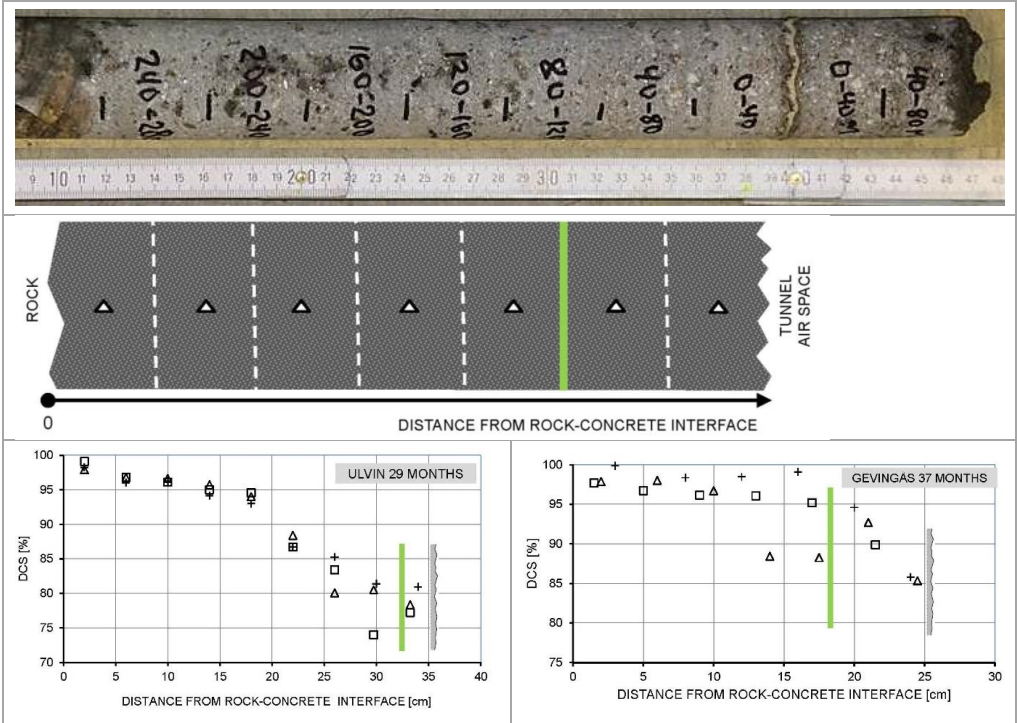 240-28
200-240
160-200
120-160
80-120
40-80
0-40
0-40M
40-80M
9 10 11 12 13 14 15 16 17 18 19 20 21 22 23 24 25 26 27 28 29 30 31 32 33 34 35 36 37 38 39 40 41 42 43 44 45 46 47 48
ROCK
TUNNEL
AIR SPACE
0
DISTANCE FROM ROCK-CONCRETE INTERFACE
100
95
90
85
80
75
70
DCS [%]
ULVIN 29 MONTHS
0 5 10 15 20 25 30 35 40
DISTANCE FROM ROCK-CONCRETE INTERFACE [cm]
100
95
90
85
80
75
DCS [%]
GEVINGÅS 37 MONTHS
0 5 10 15 20 25 30
DISTANCE FROM ROCK-CONCRETE INTERFACE [cm]